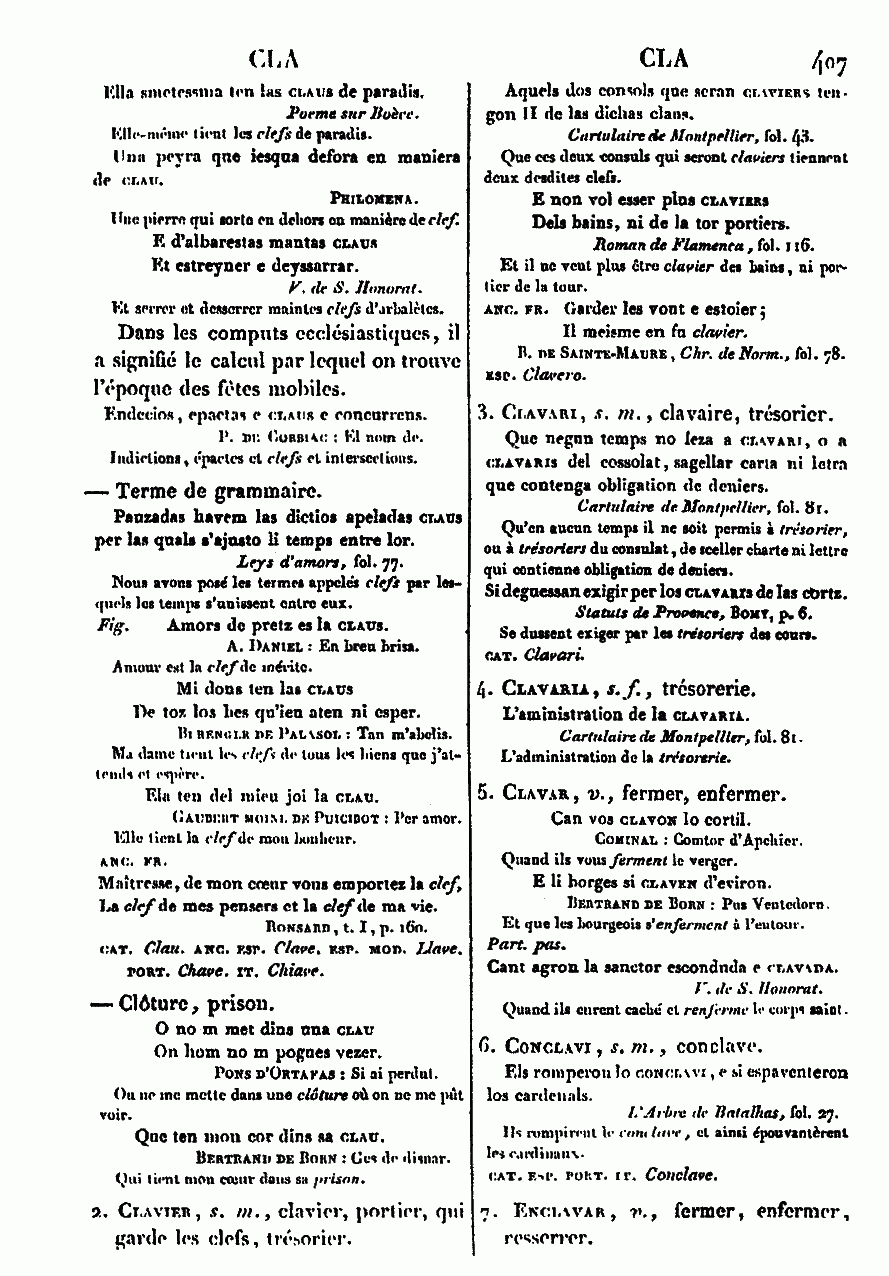 CLA
Ella smetessma ten las CLAUS de paradis.
Poeme sur Boèce.
Elle-même tient les clefs de paradis.
Una peyra que iesqua defora en maniera
de CLAU.
PHILOMENA.
Une pierre qui sorte en dehors en manière de clef.
E d'albarestas mantas CLAUS
Et estreyner e deyssarrar.
V. de S. Honorat.
Et serrer et desserrer maintes clefs d'arbalètes.
Dans les computs ecclésiastiques, il
a signifié le calcul par lequel on trouve
l'époque des fêtes mobiles.
Endecios, epactas e CLAUS e concurrens.
P. DE CORBIAC : El nom de.
Indictions, épactes et clefs et intersections.
— Terme de grammaire.
Pauzadas havem las dictios apeladas CLAUS
per las quals s'ajusto li temps entre lor.
Leys d'amors, fol. 77.
Nous avons posé les termes appelés clefs par les-
quels les temps s'unissent entre eux.
Fig. Amors de pretz es la CLAUS.
A. DANIEL : En breu brisa.
Amour est la clef de mérite.
Mi dons ten las CLAUS
De toz los bes qu'ieu aten ni esper.
BERENGER DE PALASOL : Tan m'abelis.
Ma dame tient les clefs de tous les biens que j'at-
tends et espère.
Ela ten del mieu joi la CLAU.
GAUBERT MOINE DE PUICIBOT : Per amor.
Elle tient la clef de mon bonheur.
ANC. FR.
Maîtresse, de mon cœur vous emportez la clef,
La clef de mes pensers et la clef de ma vie.
RONSARD, t. I, p. 160.
CAT. Clau. ANC. ESP. Clave. ESP. MOD. Llave.
PORT. Chave. IT. Chiave.
— Clôture, prison.
O no m met dins una CLAU
On hom no m pogues vezer.
PONS D'ORTAFAS : Si ai perdut.
Ou ne me mette dans une clôture où on ne me pût
voir.
Que ten mon cor dins sa CLAU.
BERTRAND DE BORN : Ges de disnar.
Qui tient mon cœur dans sa prison.
2. CLAVIER, s. m., clavier, portier, qui
garde les clefs, trésorier.
CLA 407
Aquels dos consols que seran CLAVIERS ten-
gon II de las dichas claus.
Cartulaire de Montpellier, fol. 43.
Que ces deux consuls qui seront claviers tiennent
deux desdites clefs.
E non vol esser plus CLAVIERS
Dels bains, ni de la tor portiers.
Roman de Flamenca, fol. 116.
Et il ne veut plus être clavier des bains, ni por-
tier de la tour.
ANC. FR. Garder les vont e estoier;
Il meisme en fu clavier.
B. DE SAINTE-MAURE, Chr. de Norm., fol. 78.
ESP. Clavero.
3. CLAVARI, s. m., clavaire, trésorier.
Que negun temps no leza a CLAVARI, o a
CLAVARIS del cossolat, sagellar carta ni letra
que contenga obligation de deniers.
Cartulaire de Montpellier, fol. 81.
Qu'en aucun temps il ne soit permis à trésorier,
ou à trésoriers du consulat, de sceller charte ni lettre
qui contienne obligation de deniers.
Si deguessan exigir per los CLAVARIS de las corts.
Statuts de Provence, BOMY, p. 6.
Se dussent exiger par les trésoriers des cours.
CAT. Clavari.
4. CLAVARIA, s. f., trésorerie.
L'aministration de la CLAVARIA.
Cartulaire de Montpellier, fol. 81.
L'administration de la trésorerie.
5. CLAVAR, v., fermer, enfermer.
Can vos CLAVON lo cortil.
COMINAL : Comtor d'Apchier.
Quand ils vous ferment le verger.
E li borges si CLAVEN d'eviron.
BERTRAND DE BORN : Pus Ventedorn.
Et que les bourgeois s'enferment à l'entour.
Part. pas.
Cant agron la sanctor escondnda e CLAVADA.
V. de S. Honorat.
Quand ils eurent caché et renfermé le corps saint.
6. CONCLAVI, s. m., conclave.
Els romperon lo CONCLAVI, e si espaventeron
los cardenals.
L'Arbre de Batalhas, fol. 27.
Ils rompirent le conclave, et ainsi épouvantèrent
les cardinaux.
CAT. ESP. PORT. IT. Conclave.
7. ENCLAVAR, v., fermer, enfermer,
resserrer.